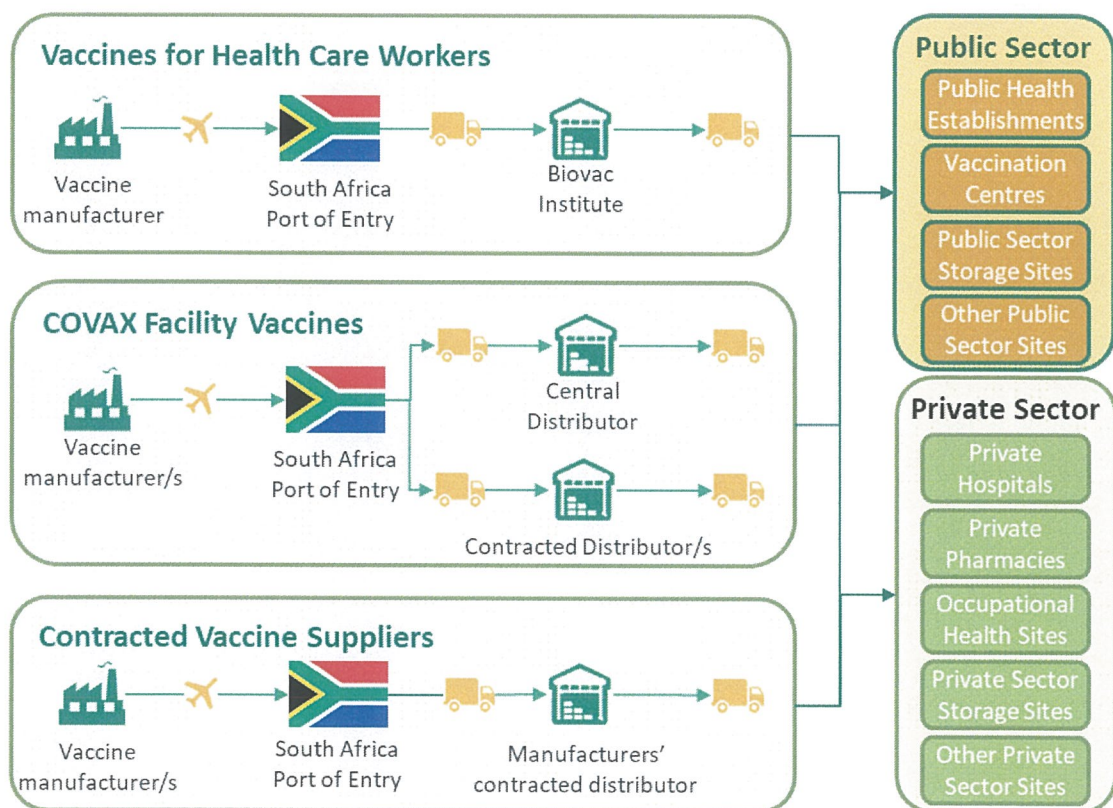 Vaccines for Health Care Workers
Vaccine
manufacturer
South Africa
Port of Entry
Biovac
Institute
COVAX Facility Vaccines
Vaccine
manufacturer/s
South Africa
Port of Entry
Central
Distributor
Contracted Distributor/s
Contracted Vaccine Suppliers
Vaccine
manufacturer/s
South Africa
Port of Entry
Manufacturers'
contracted distributor
Public Sector
Public Health
Establishments
Vaccination
Centres
Public Sector
Storage Sites
Other Public
Sector Sites
Private Sector
Private
Hospitals
Private
Pharmacies
Occupational
Health Sites
Private Sector
Storage Sites
Other Private
Sector Sites